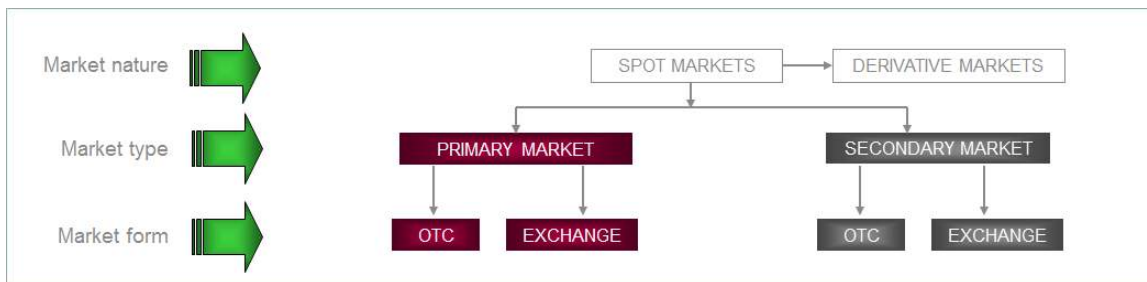 Market nature
SPOT MARKETS
DERIVATIVE MARKETS
Market type
PRIMARY MARKET
SECONDARY MARKET
Market form
OTC
EXCHANGE
OTC
EXCHANGE